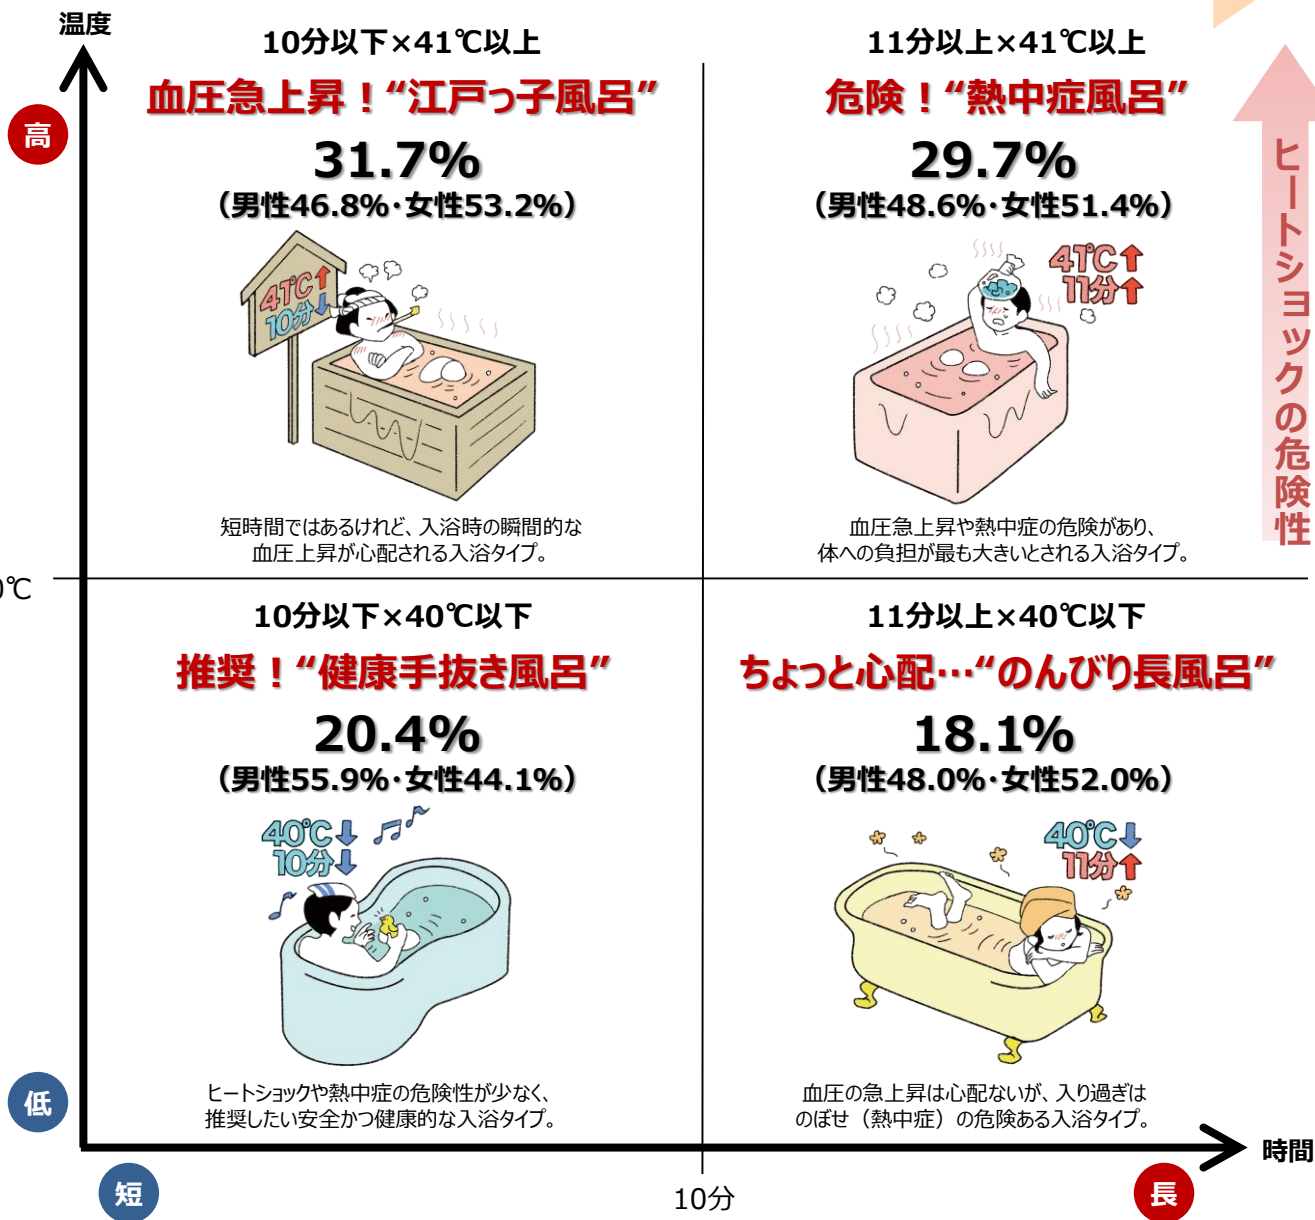 温度
高
10分以下×41℃以上
血圧急上昇！“江戸っ子風呂”
31.7%
（男性46.8%・女性53.2%）
41℃↑
10分↓
短時間ではあるけれど、入浴時の瞬間的な
血圧上昇が心配される入浴タイプ。
11分以上×41℃以上
危険！“熱中症風呂”
29.7%
（男性48.6%・女性51.4%）
41℃↑
11分↑
血圧急上昇や熱中症の危険があり、
体への負担が最も大きいとされる入浴タイプ。
ヒートショックの危険性
0℃
10分以下×40℃以下
推奨！“健康手抜き風呂”
20.4%
（男性55.9%・女性44.1%）
40℃↓
10分↓
ヒートショックや熱中症の危険性が少なく、
推奨したい安全かつ健康的な入浴タイプ。
11分以上×40℃以下
ちょっと心配…“のんびり長風呂”
18.1%
（男性48.0%・女性52.0%）
40℃↓
11分↑
血圧の急上昇は心配ないが、入り過ぎは
のぼせ（熱中症）の危険ある入浴タイプ。
低
時間
短
10分
長